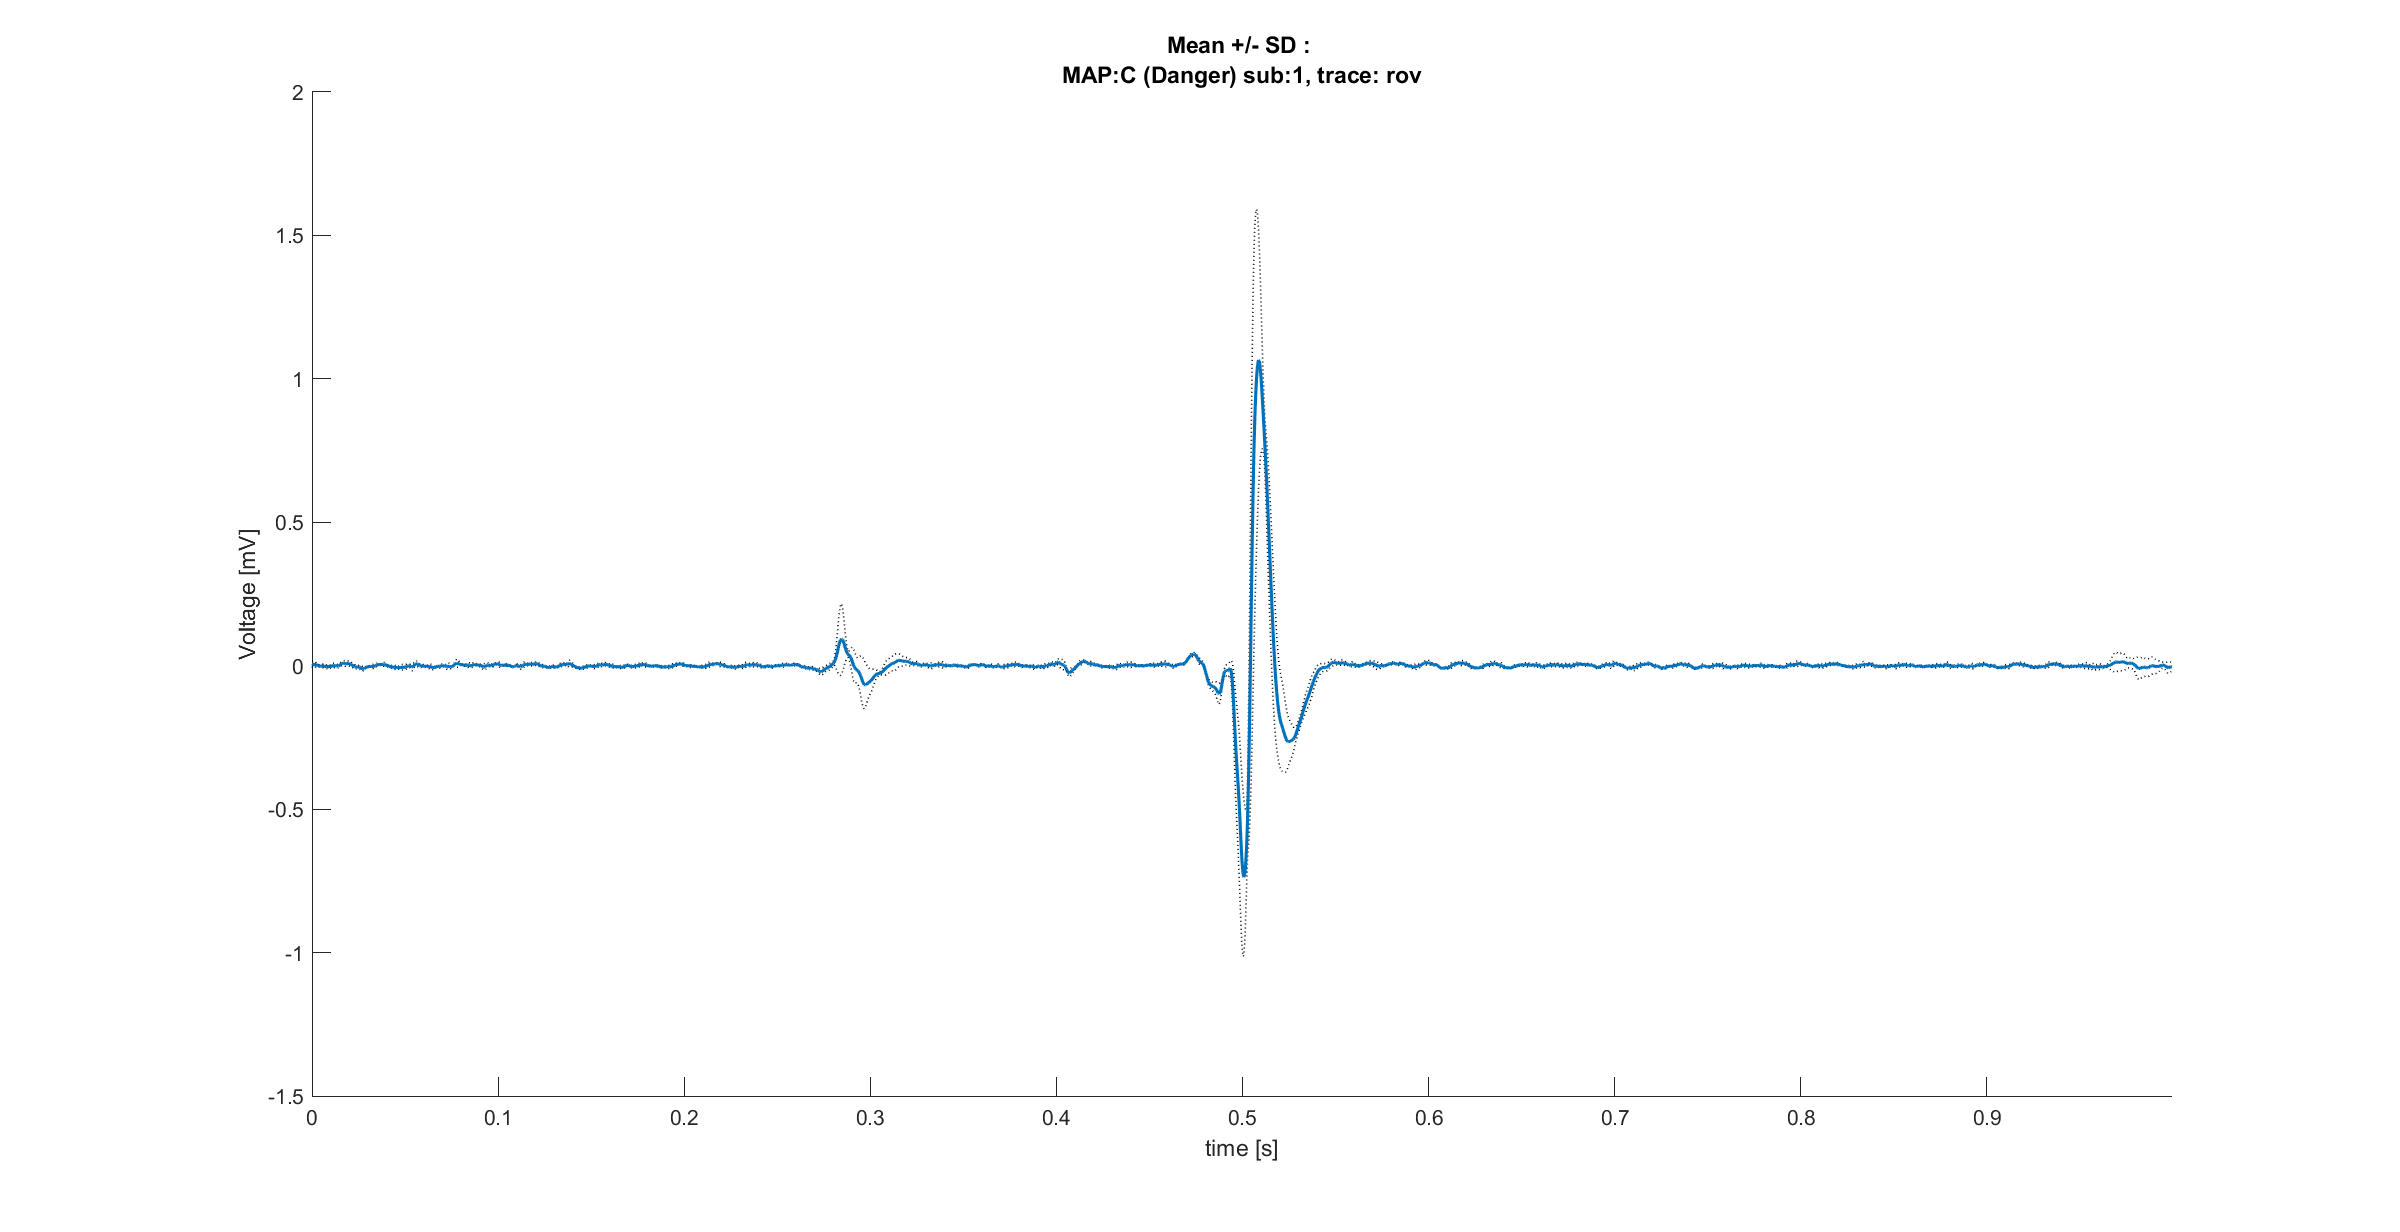 Mean +/- SD :
MAP:C (Danger) sub:1, trace: rov
2
1.5
1
0.5
0
-0.5
-1
-1.5
Voltage [mV]
0 0.1 0.2 0.3 0.4 0.5 0.6 0.7 0.8 0.9
time [s]